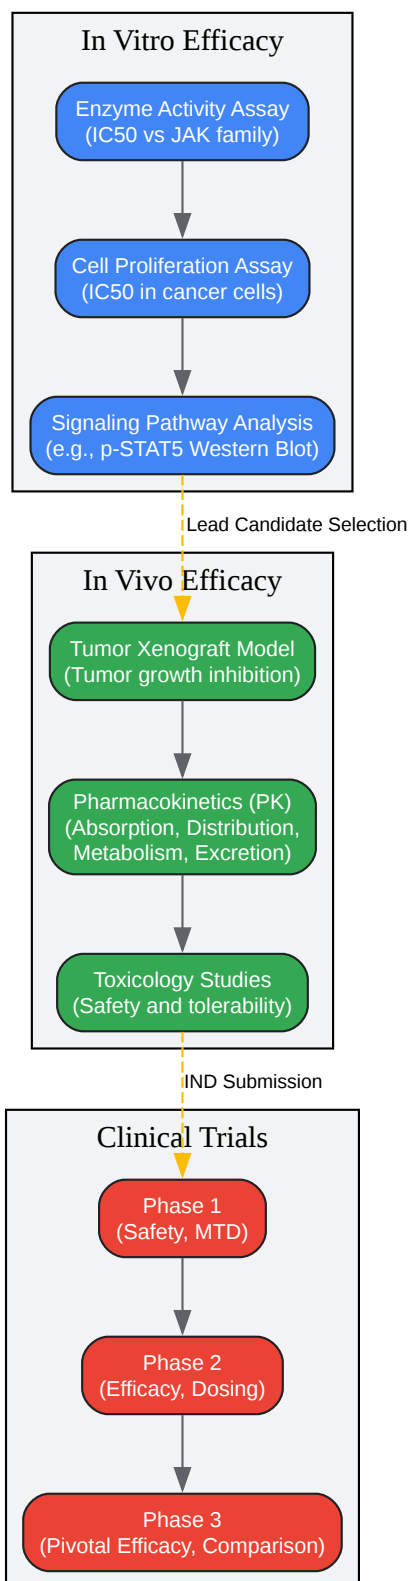 In Vitro Efficacy
Enzyme Activity Assay
(IC50 vs JAK family)
Cell Proliferation Assay
(IC50 in cancer cells)
Signaling Pathway Analysis
(e.g., p-STAT5 Western Blot)
Lead Candidate Selection
In Vivo Efficacy
Tumor Xenograft Model
(Tumor growth inhibition)
Pharmacokinetics (PK)
(Absorption, Distribution,
Metabolism, Excretion)
Toxicology Studies
(Safety and tolerability)
IND Submission
Clinical Trials
Phase 1
(Safety, MTD)
Phase 2
(Efficacy, Dosing)
Phase 3
(Pivotal Efficacy, Comparison)